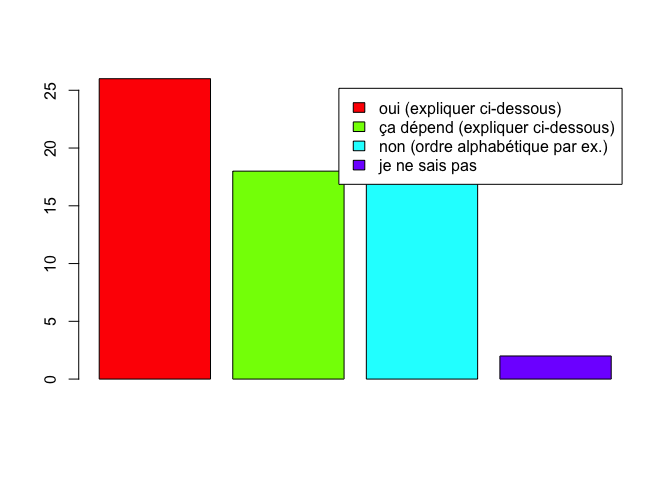 25
20
15
10
5
0
oui (expliquer ci-dessous)
ça dépend (expliquer ci-dessous)
non (ordre alphabétique par ex.)
je ne sais pas